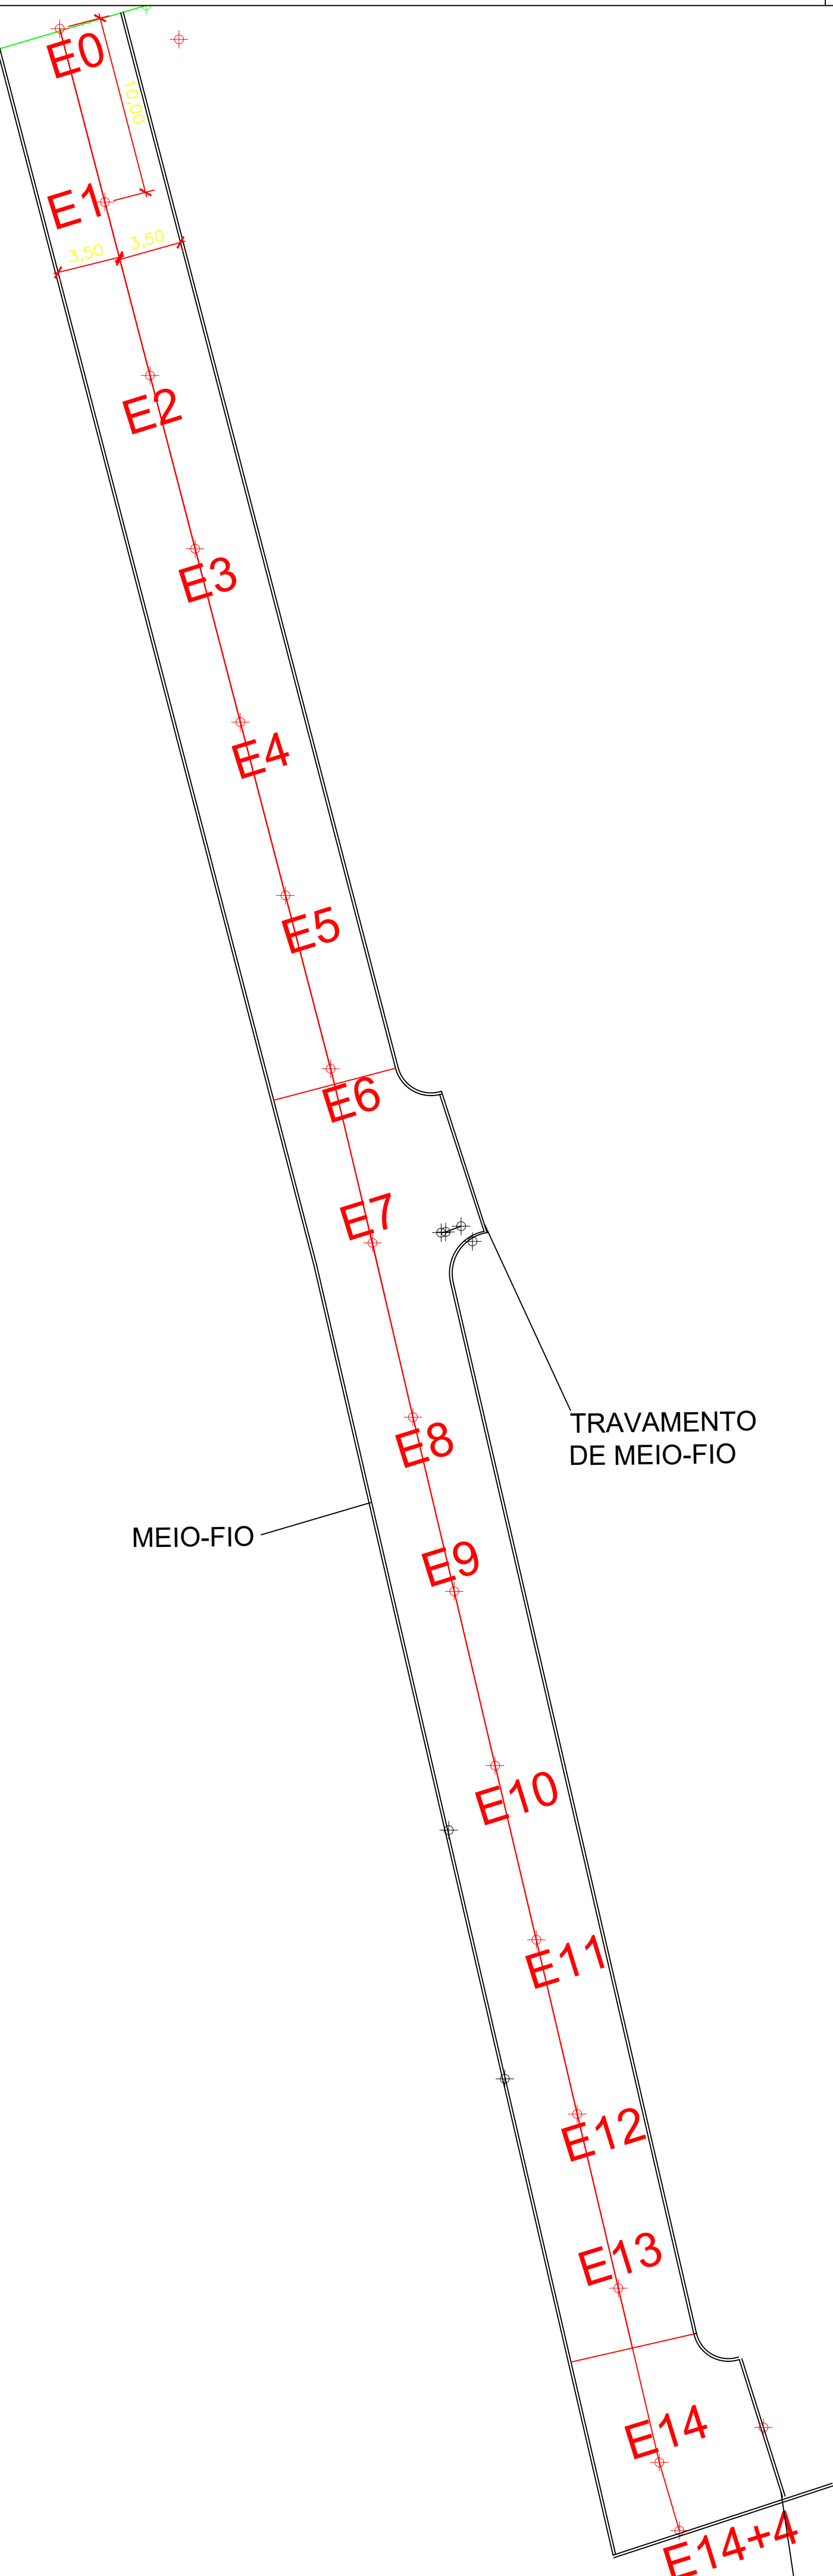 E0
10,00
E1
3,50
3,50
E2
E3
E4
E5
E6
E7
TRAVAMENTO
DE MEIO-FIO
E8
MEIO-FIO
E9
E10
E11
E12
E13
E14
E14+4